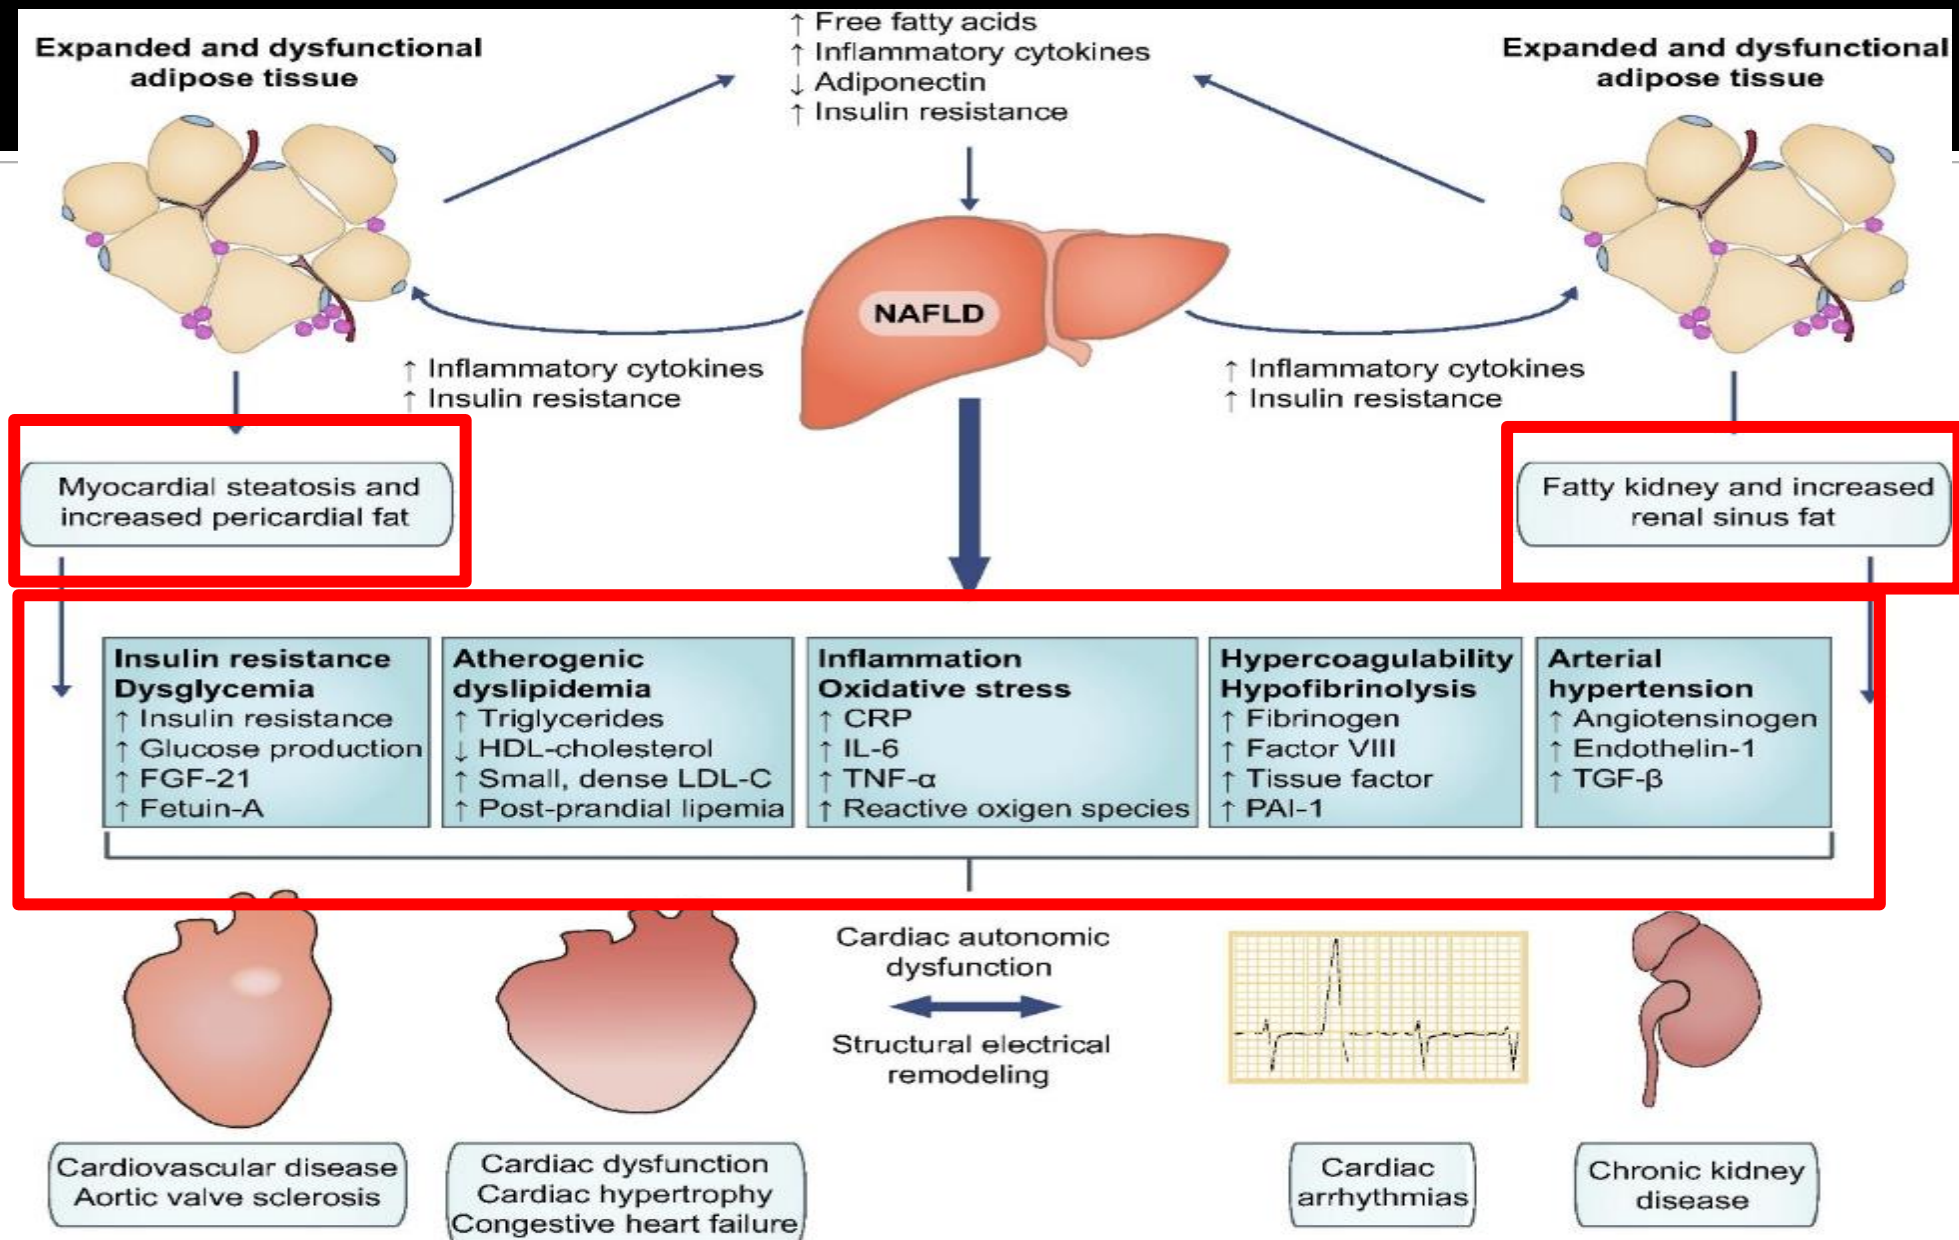 ↑ Free fatty acids
↑ Inflammatory cytokines
↓ Adiponectin
↑ Insulin resistance
Expanded and dysfunctional
adipose tissue
Expanded and dysfunctional
adipose tissue
NAFLD
↑ Inflammatory cytokines
↑ Insulin resistance
↑ Inflammatory cytokines
↑ Insulin resistance
Myocardial steatosis and
increased pericardial fat
Fatty kidney and increased
renal sinus fat
Insulin resistance
Dysglycemia
↑ Insulin resistance
↑ Glucose production
↑ FGF-21
↑ Fetuin-A
Atherogenic
dyslipidemia
↑ Triglycerides
↓ HDL-cholesterol
↑ Small, dense LDL-C
↑ Post-prandial lipemia
Inflammation
Oxidative stress
↑ CRP
↑ IL-6
↑ TNF-α
↑ Reactive oxigen species
Hypercoagulability
Hypofibrinolysis
↑ Fibrinogen
↑ Factor VIII
↑ Tissue factor
↑ PAI-1
Arterial
hypertension
↑ Angiotensinogen
↑ Endothelin-1
↑ TGF-β
Cardiac autonomic
dysfunction
Structural electrical
remodeling
Cardiovascular disease
Aortic valve sclerosis
Cardiac dysfunction
Cardiac hypertrophy
Congestive heart failure
Cardiac
arrhythmias
Chronic kidney
disease